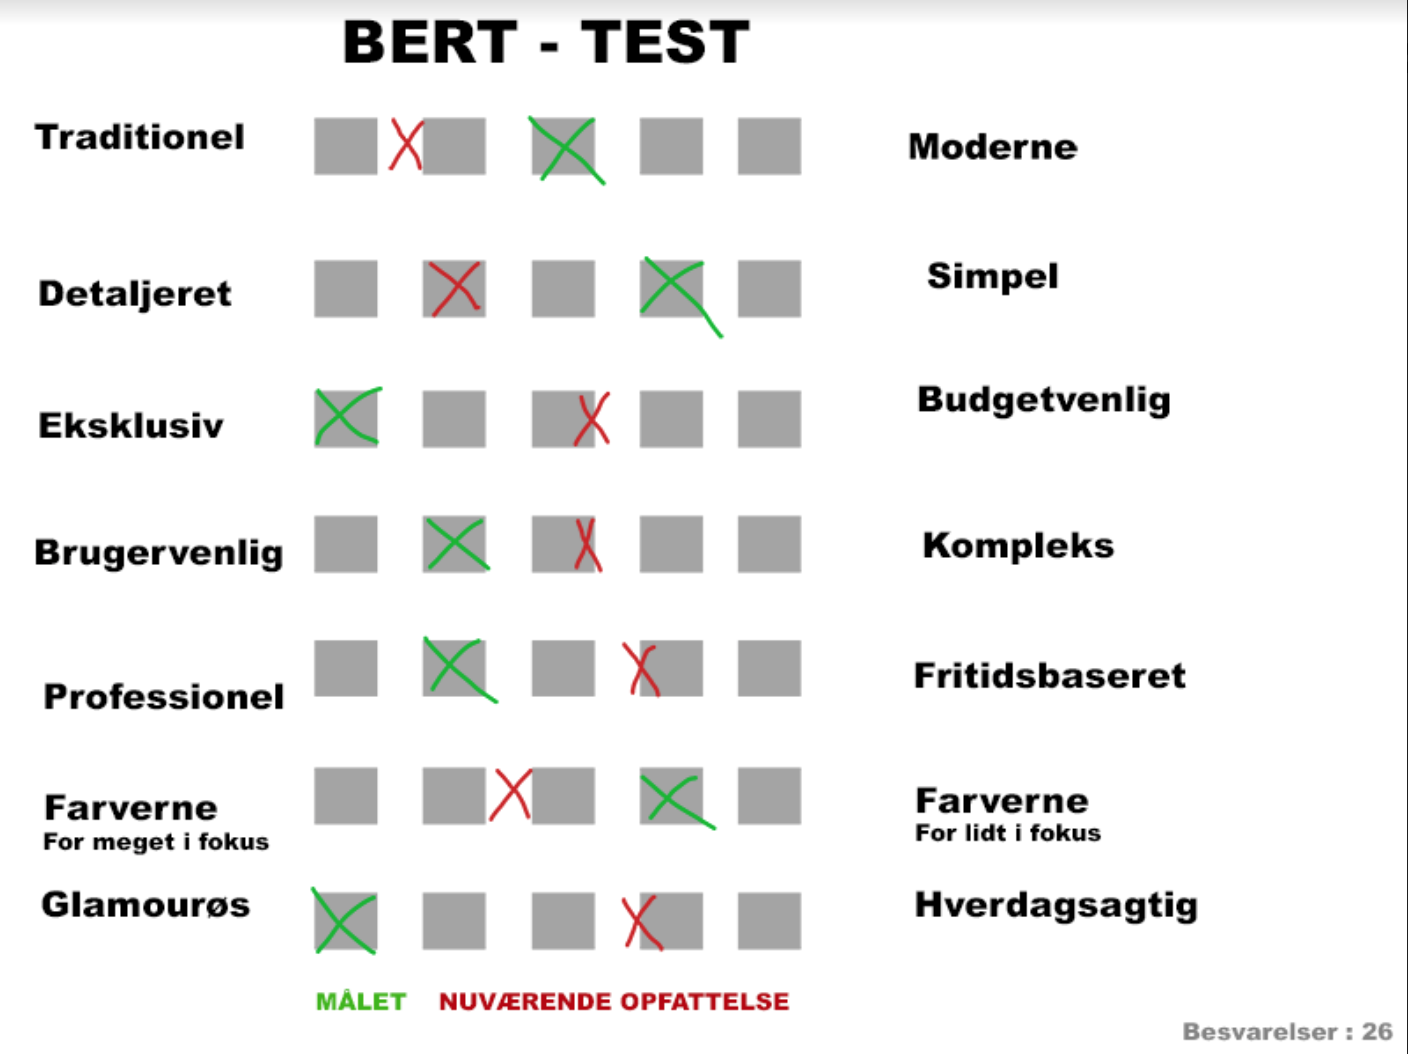 BERT - TEST
Traditionel
Moderne
Detaljeret
Simpel
Eksklusiv
Budgetvenlig
Brugervenlig
Kompleks
Professionel
Fritidsbaseret
Farverne
For meget i fokus
Farverne
For lidt i fokus
Glamourøs
Hverdagsagtig
MÅLET
NUVÆRENDE OPFATTELSE
Besvarelser : 26